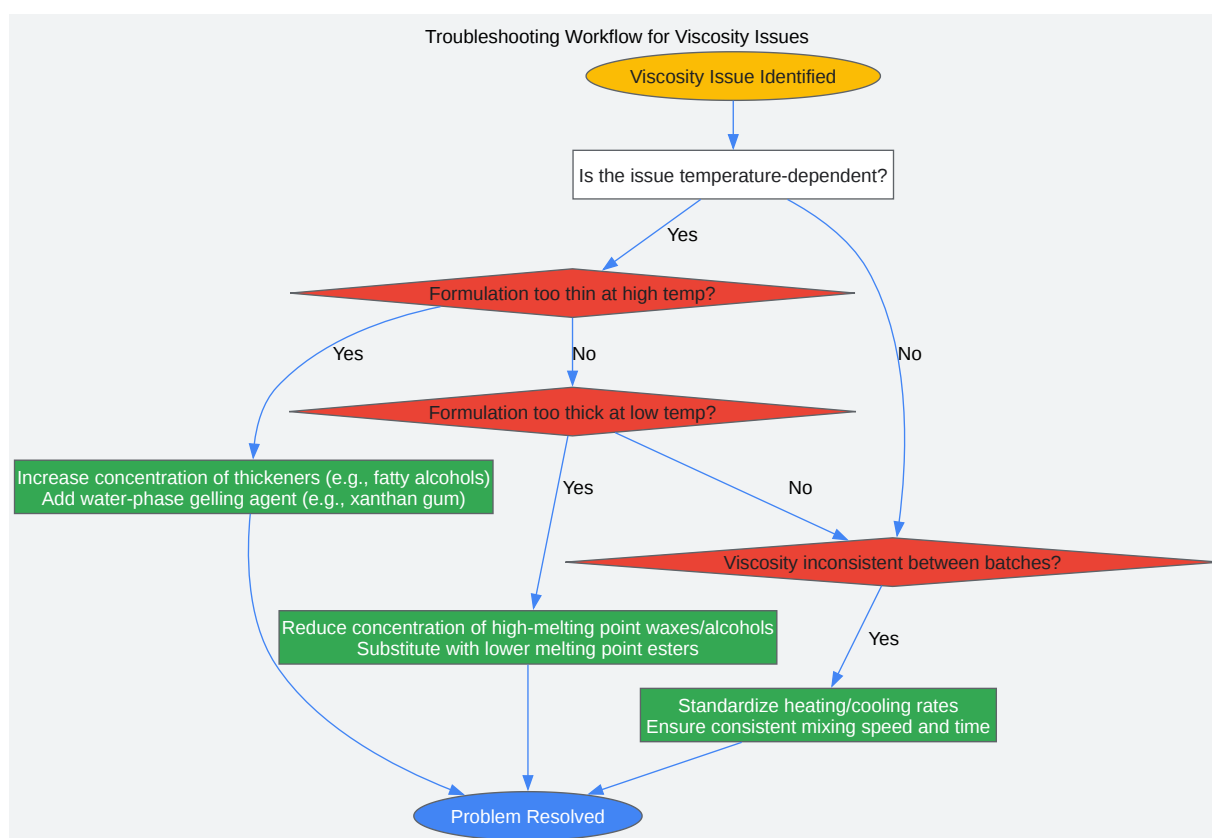 Troubleshooting Workflow for Viscosity Issues
Viscosity Issue Identified
Is the issue temperature-dependent?
Yes
Formulation too thin at high temp?
Yes
No
No
Formulation too thick at low temp?
Increase concentration of thickeners (e.g., fatty alcohols)
Add water-phase gelling agent (e.g., xanthan gum)
Yes
No
Viscosity inconsistent between batches?
Reduce concentration of high-melting point waxes/alcohols
Substitute with lower melting point esters
Yes
Standardize heating/cooling rates
Ensure consistent mixing speed and time
Problem Resolved